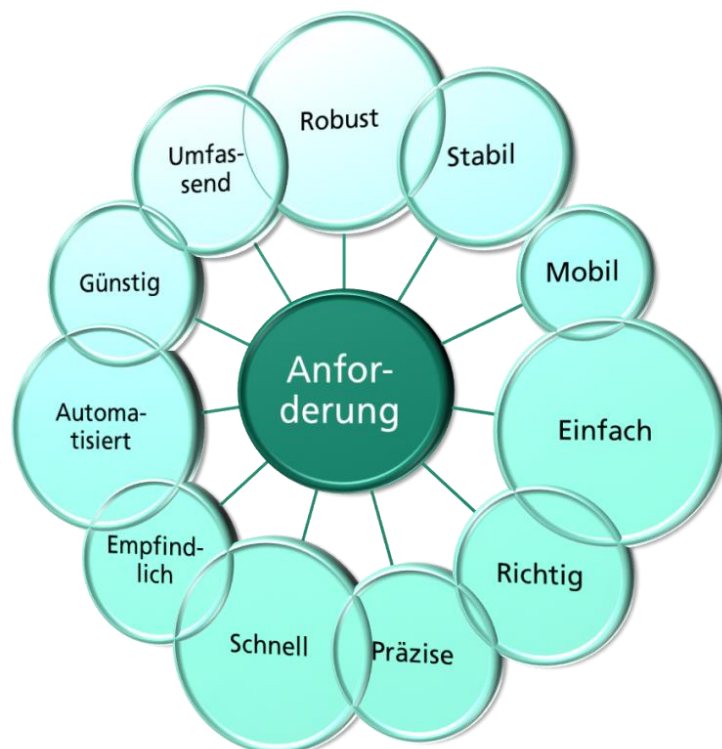 Robust
Stabil
Umfas-
send
Mobil
Günstig
Anfor-
derung
Automa-
tisiert
Einfach
Empfind-
lich
Richtig
Schnell
Präzise